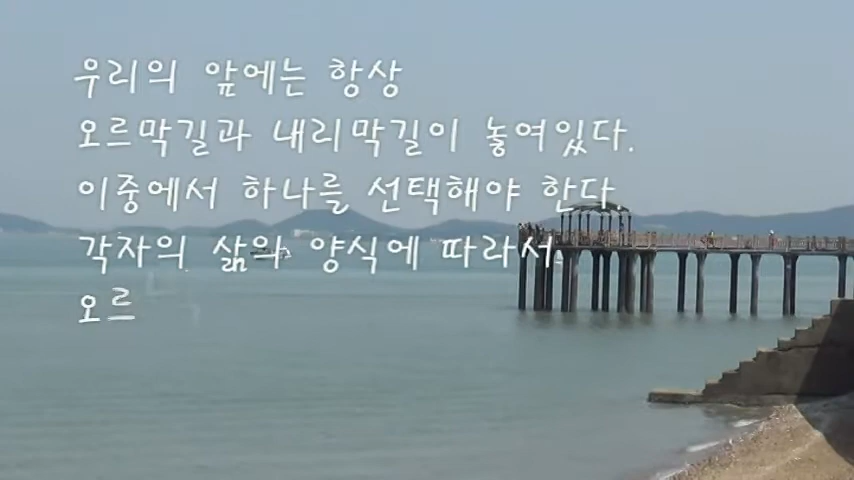 우리의 앞에는 항상
오르막길과 내리막길이 놓여있다.
이중에서 하나를 선택해야 한다
각자의 삶의 양식에 따라서
오르